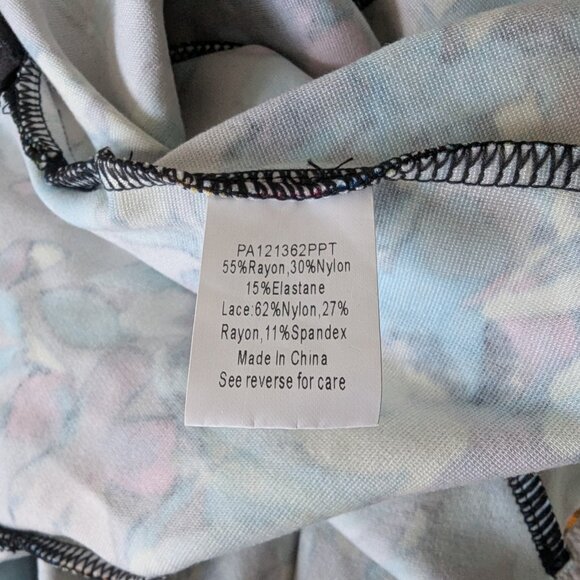 PA121362PPT
55%Rayon,30%Nylon
15%Elastane
Lace:62%Nylon,27%
Rayon,11%Spandex
Made In China
See reverse for care